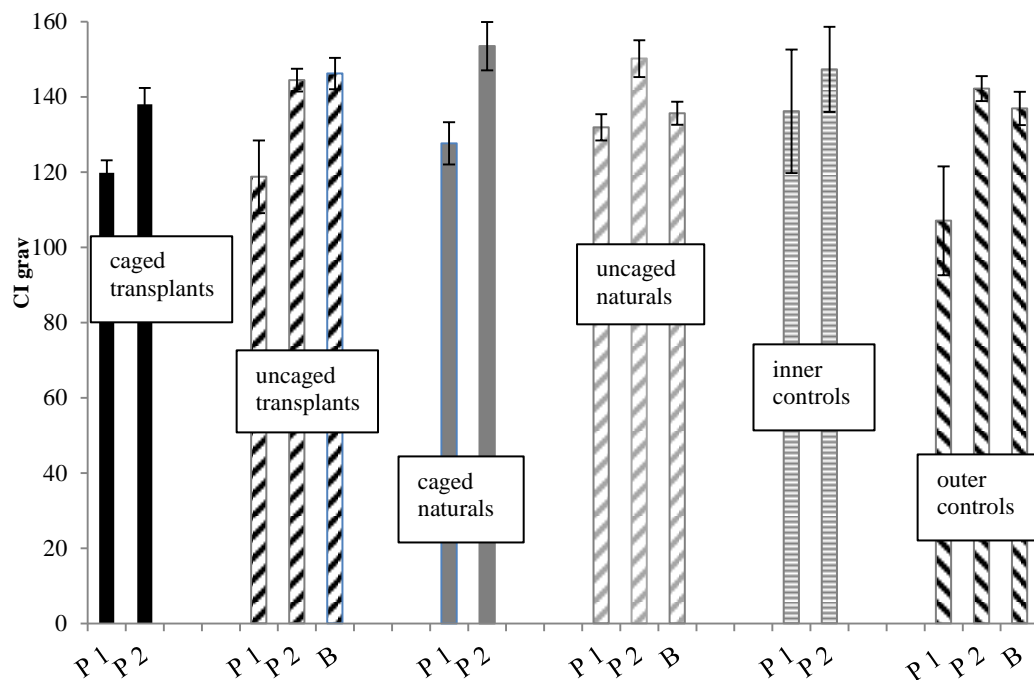 160
140
120
100
80
60
40
20
0
CI grav
caged
transplants
uncaged
transplants
caged
naturals
uncaged
naturals
inner
controls
outer
controls
P 1
P 2
P 1
P 2
B
P 1
P 2
P 1
P 2
B
P 1
P 2
P 1
P 2
B